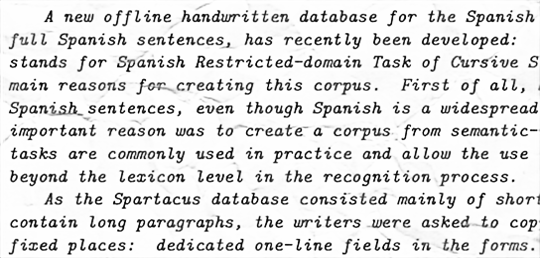 A new offline handwritten database for the Spanish
full Spanish sentences, has recently been developed:
stands for Spanish Restricted-domain Task of Cursive S
main reasons for creating this corpus. First of all,
Spanish sentences, even though Spanish is a widespread
important reason was to create a corpus from semantic-
tasks are commonly used in practice and allow the use
beyond the lexicon level in the recognition process.
As the Spartacus database consisted mainly of short
contain long paragraphs, the writers were asked to cop
fixed places: dedicated one-line fields in the forms.